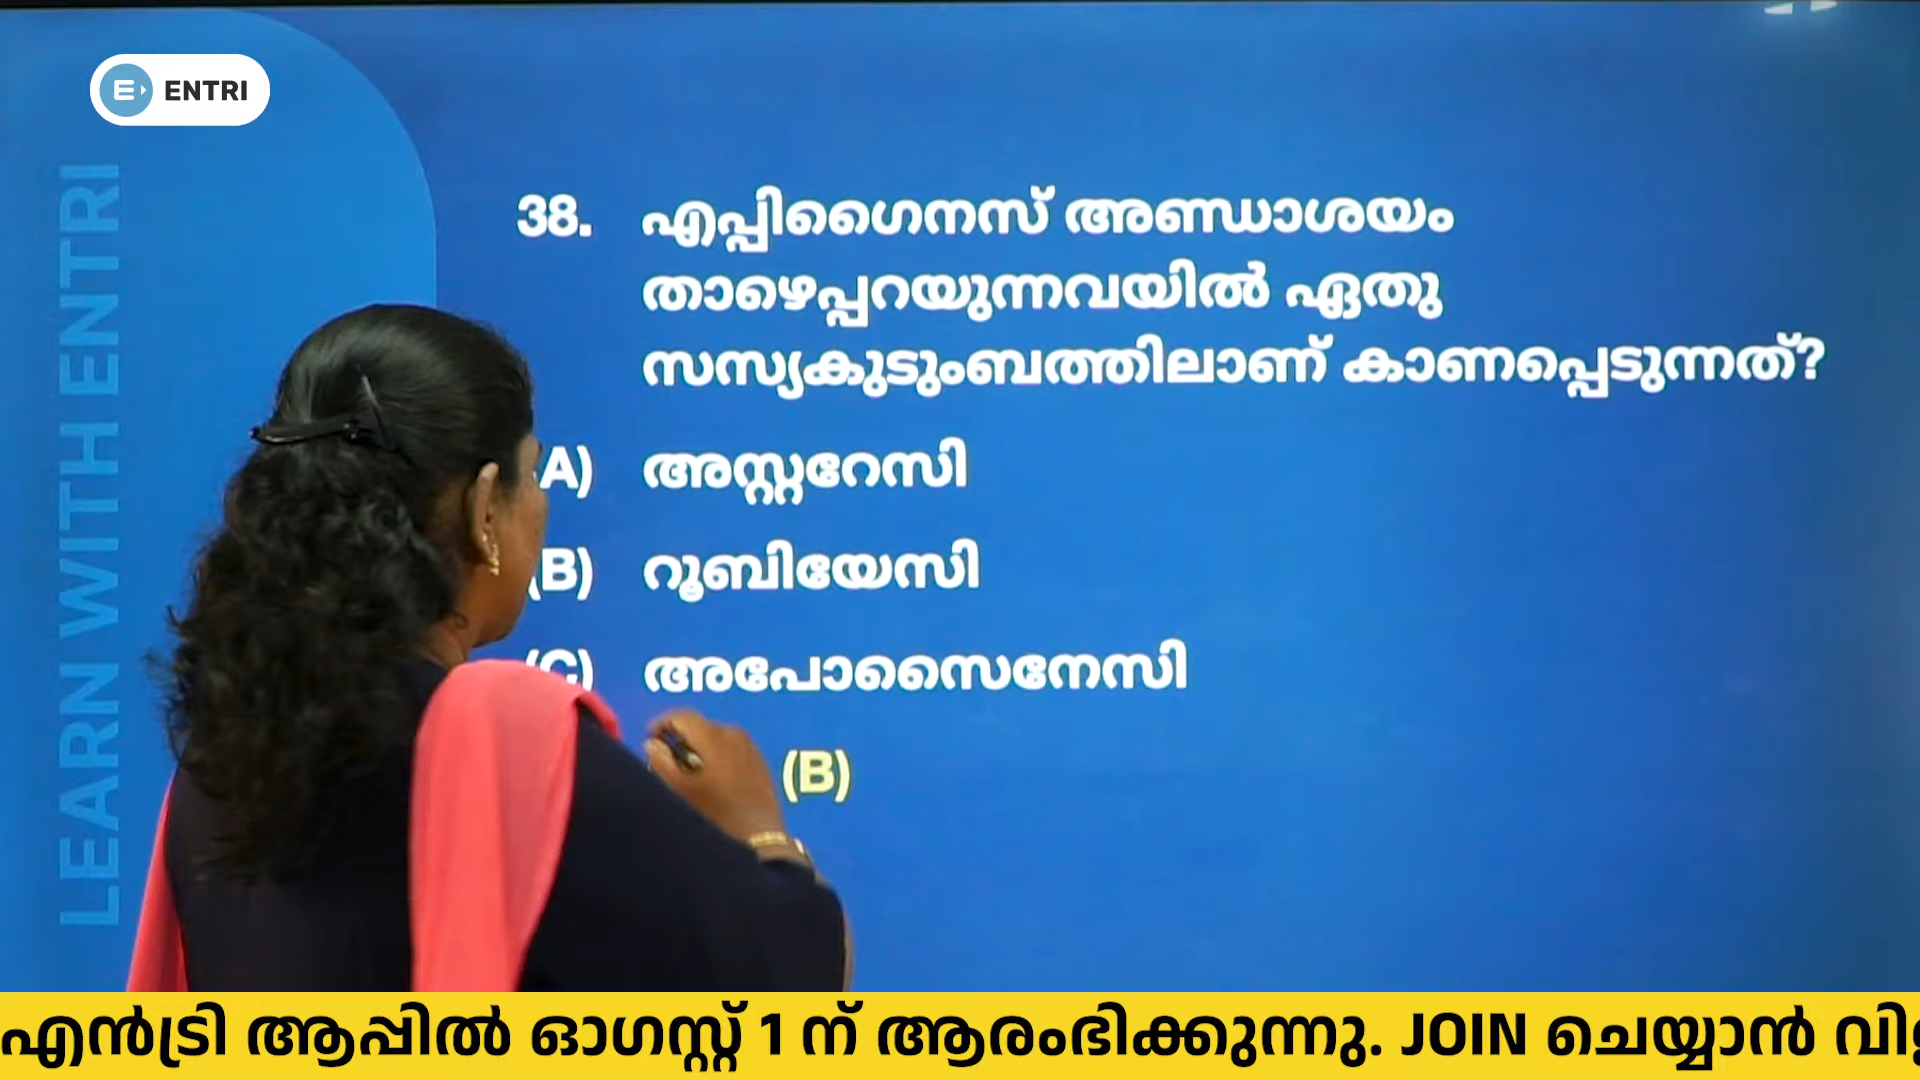 ENTRI
LEARN WITH ENTRI
38. എപ്പിഗൈനസ് അണ്ഡാശയം
താഴെപ്പറയുന്നവയിൽ ഏതു
സസ്യകുടുംബത്തിലാണ് കാണപ്പെടുന്നത്?
A) അസ്റ്ററേസി
(B) റൂബിയേസി
(C) അപോസൈനേസി
(B)
എൻട്രി ആപ്പിൽ ഓഗസ്റ്റ് 1 ന് ആരംഭിക്കുന്നു. JOIN ചെയ്യാൻ